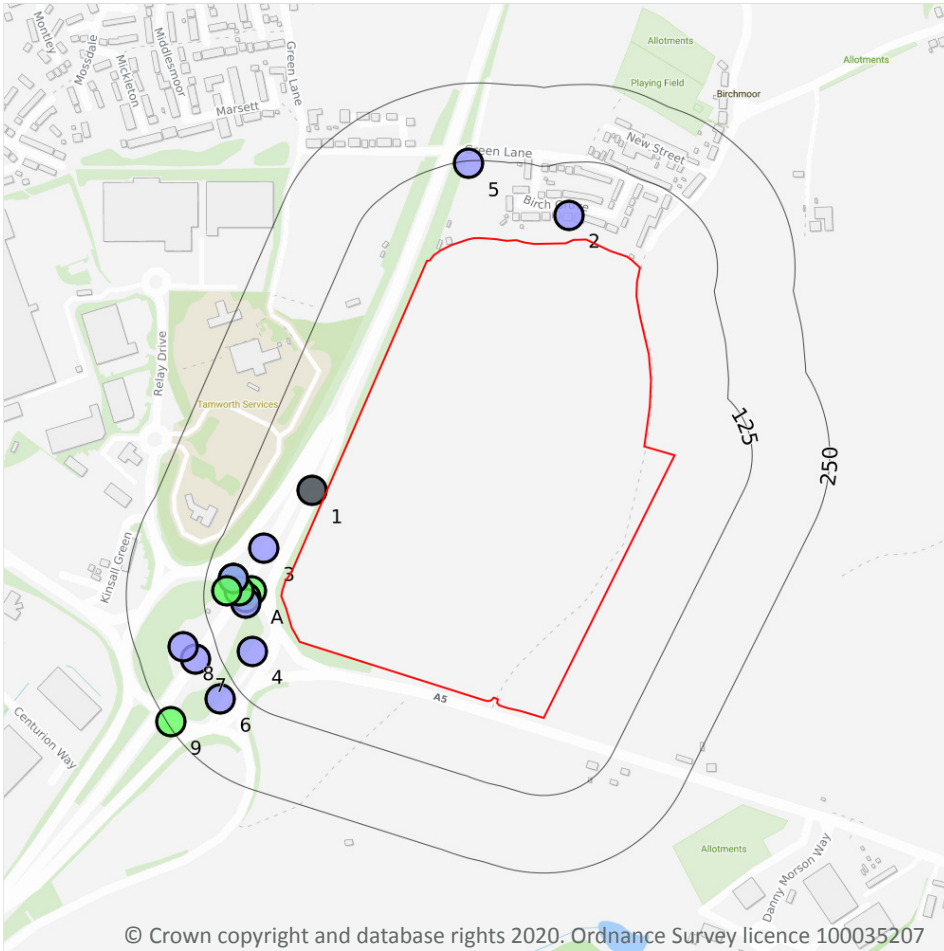 Montley
Mossdale
Middlesmoor
Mickleton
Green Lane
Marsett
Allotments
Playing Field
Birchmoor
Allotments
Green Lane
New Street
5
Birch Grove
2
Relay Drive
Tamworth Services
125
250
1
Kinsall Green
3
A
4
8
7
6
9
A5
Centurion Way
Allotments
Danny Morson Way
© Crown copyright and database rights 2020. Ordnance Survey licence 100035207